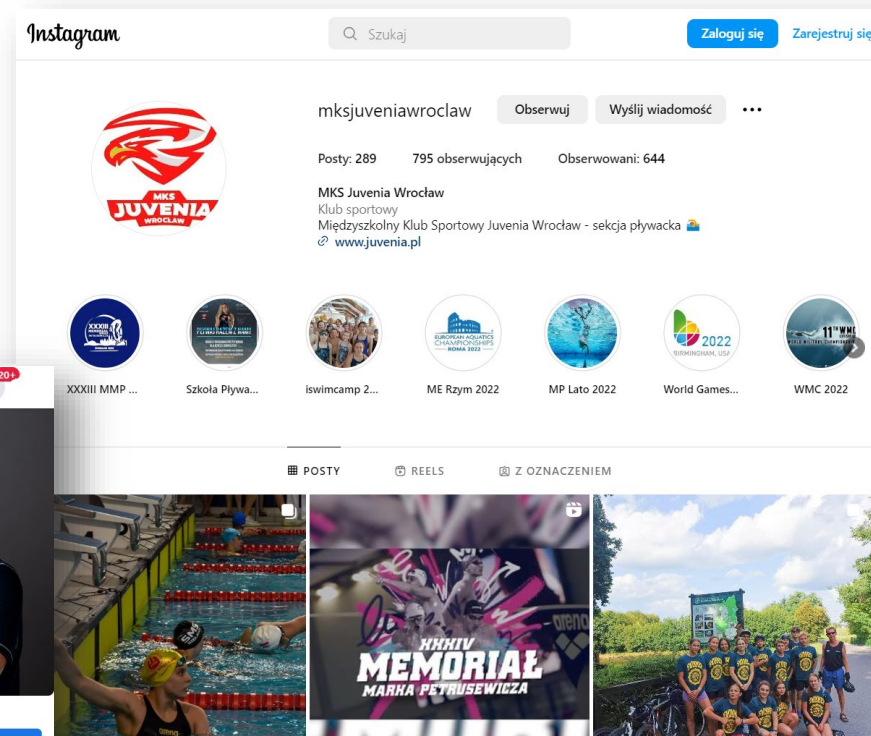 Instagram
Szukaj
Zaloguj się
Zarejestruj się
mksjuveniawroclaw
Obserwuj
Wyślij wiadomość
Posty: 289
795 obserwujących
Obserwowani: 644
MKS Juvenia Wrocław
Klub sportowy
Międzyszkolny Klub Sportowy Juvenia Wrocław - sekcja pływacka
www.juvenia.pl
MKS
JUVENIA
WROCŁAW
XXXIII
EUROPEAN AQUATICS
CHAMPIONSHIPS
ROMA 2022
2022
BIRMINGHAM, USA
11TH WMC
XXXIII MMP ...
Szkoła Pływa...
iswimcamp 2...
ME Rzym 2022
MP Lato 2022
World Games...
WMC 2022
20+
POSTY
REELS
Z OZNACZENIEM
arena
XXXIV
MEMORIAŁ
MARKA PETRUSEWICZA
arena